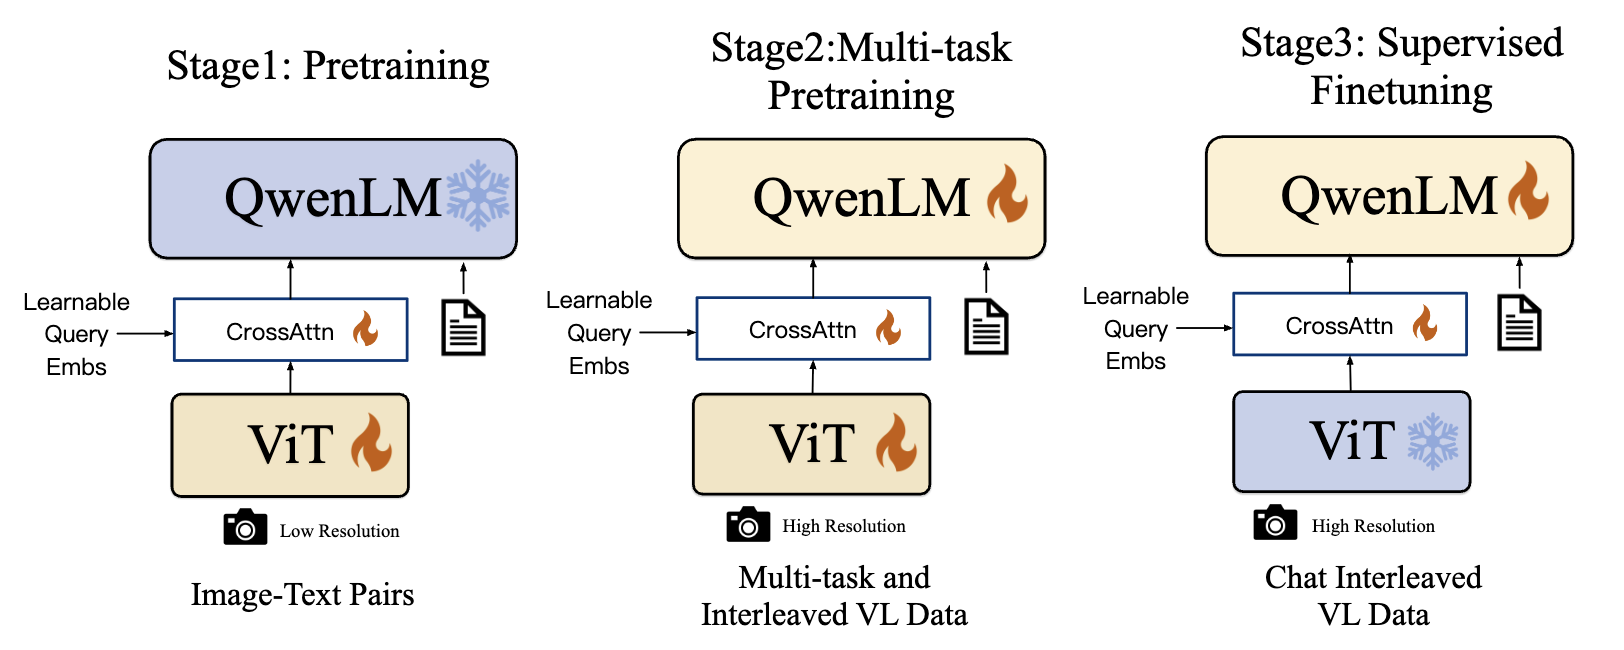 Stage1: Pretraining
QwenLM
Learnable
Query
Embs
CrossAttn
ViT
Low Resolution
Image-Text Pairs
Stage2:Multi-task
Pretraining
QwenLM
Learnable
Query
Embs
CrossAttn
ViT
High Resolution
Multi-task and
Interleaved VL Data
Stage3: Supervised
Finetuning
QwenLM
Learnable
Query
Embs
CrossAttn
ViT
High Resolution
Chat Interleaved
VL Data